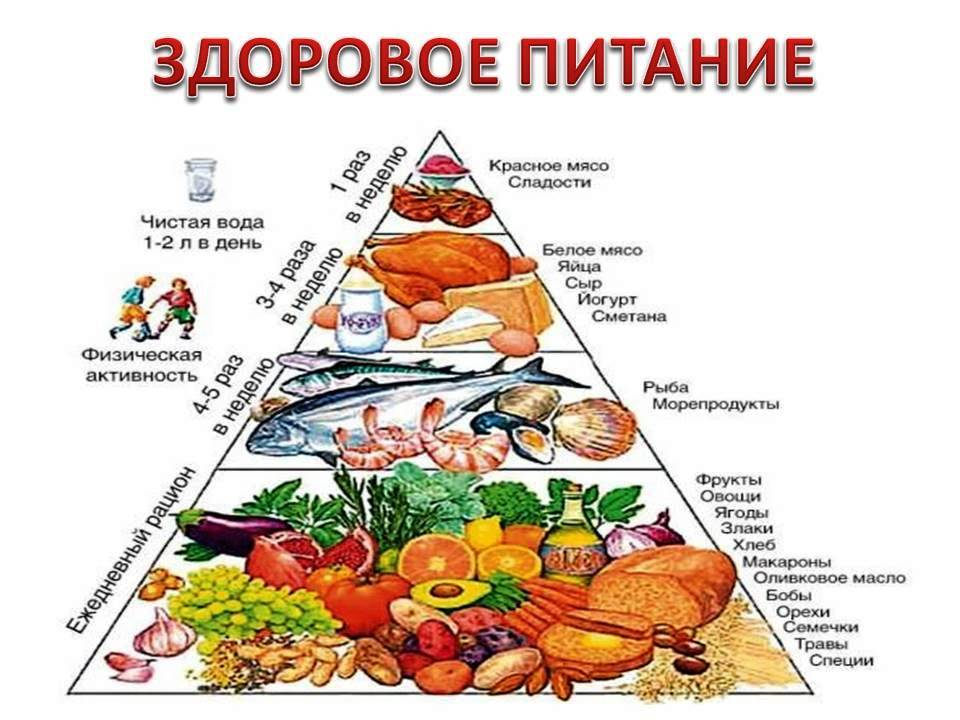 ЗДОРОВОЕ ПИТАНИЕ
1 раз
в неделю
Красное мясо
Сладости
Чистая вода
1-2 л в день
3-4 раза
в неделю
Белое мясо
Яйца
Сыр
Йогурт
Сметана
Физическая
активность
4-5 раз
в неделю
Рыба
Морепродукты
Ежедневный рацион
Фрукты
Овощи
Ягоды
Злаки
Хлеб
Макароны
Оливковое масло
Бобы
Орехи
Семечки
Травы
Специи